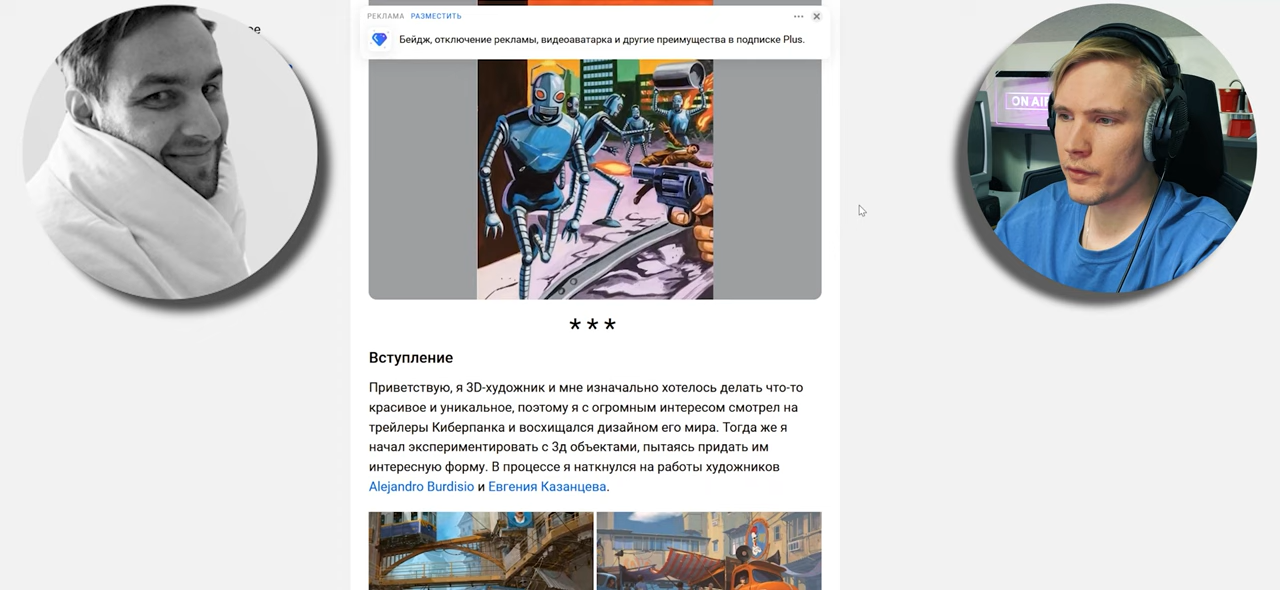 ое
РЕКЛАМА РАЗМЕСТИТЬ
Бейдж, отключение рекламы, видеоаватарка и другие преимущества в подписке Plus.
ON AIR
* * *
Вступление
Приветствую, я 3D-художник и мне изначально хотелось делать что-то
красивое и уникальное, поэтому я с огромным интересом смотрел на
трейлеры Киберпанка и восхищался дизайном его мира. Тогда же я
начал экспериментировать с 3д объектами, пытаясь придать им
интересную форму. В процессе я наткнулся на работы художников
Alejandro Burdisio и Евгения Казанцева.